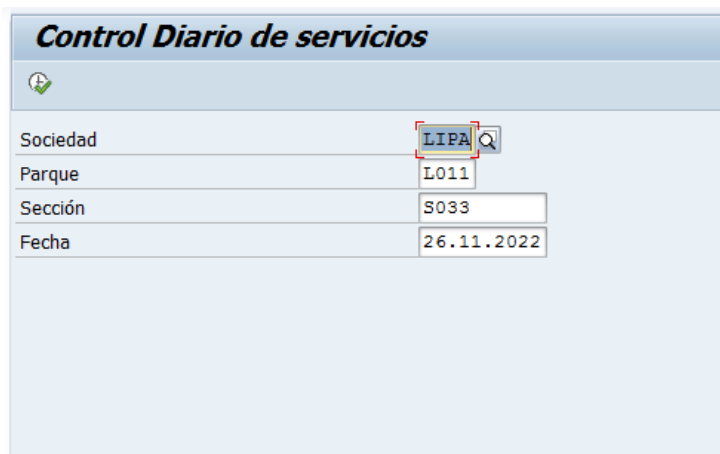 Control Diario de servicios
Sociedad LIPA
Parque L011
Sección S033
Fecha 26.11.2022